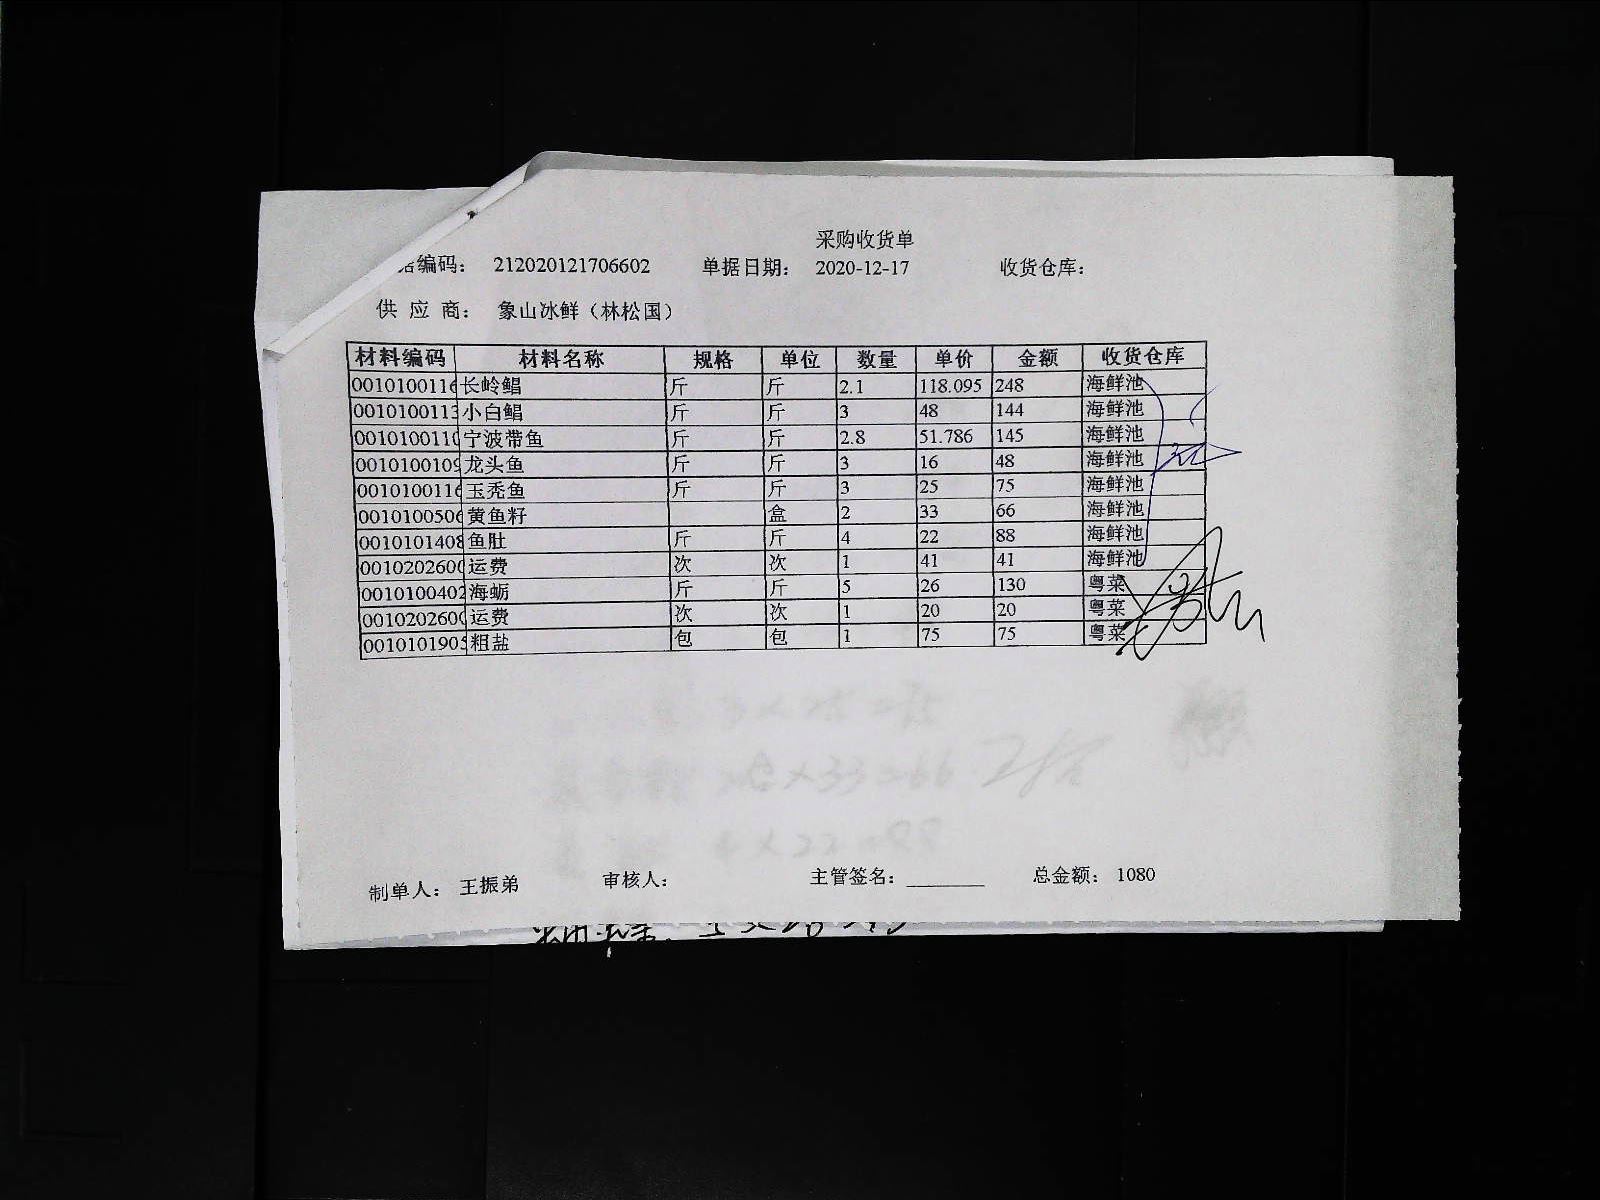 采购收货单
据编码： 212020121706602 单据日期： 2020-12-17 收货仓库：
供 应 商： 象山冰鲜（林松国）
材料编码 材料名称 规格 单位 数量 单价 金额 收货仓库
0010100116 长岭鲳 斤 斤 2.1 118.095 248 海鲜池
0010100113 小白鲳 斤 斤 3 48 144 海鲜池
0010100110 宁波带鱼 斤 斤 2.8 51.786 145 海鲜池
0010100109 龙头鱼 斤 斤 3 16 48 海鲜池
0010100116 玉秃鱼 斤 斤 3 25 75 海鲜池
0010100506 黄鱼籽 盒 2 33 66 海鲜池
0010101408 鱼肚 斤 斤 4 22 88 海鲜池
0010202600 运费 次 次 1 41 41 海鲜池
0010100402 海蛎 斤 斤 5 26 130 粤菜
0010202600 运费 次 次 1 20 20 粤菜
0010101905 粗盐 包 包 1 75 75 粤菜
制单人： 王振弟 审核人： 主管签名： 总金额： 1080